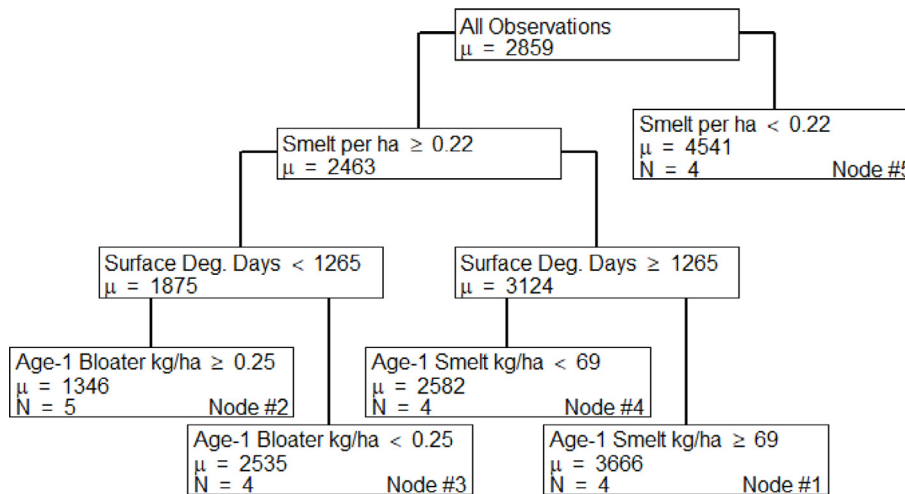 All Observations
μ = 2859
Smelt per ha < 0.22
μ = 4541
N = 4 Node #5
Smelt per ha ≥ 0.22
μ = 2463
Surface Deg. Days < 1265
μ = 1875
Surface Deg. Days ≥ 1265
μ = 3124
Age-1 Bloater kg/ha ≥ 0.25
μ = 1346
N = 5 Node #2
Age-1 Smelt kg/ha < 69
μ = 2582
N = 4 Node #4
Age-1 Bloater kg/ha < 0.25
μ = 2535
N = 4 Node #3
Age-1 Smelt kg/ha ≥ 69
μ = 3666
N = 4 Node #1